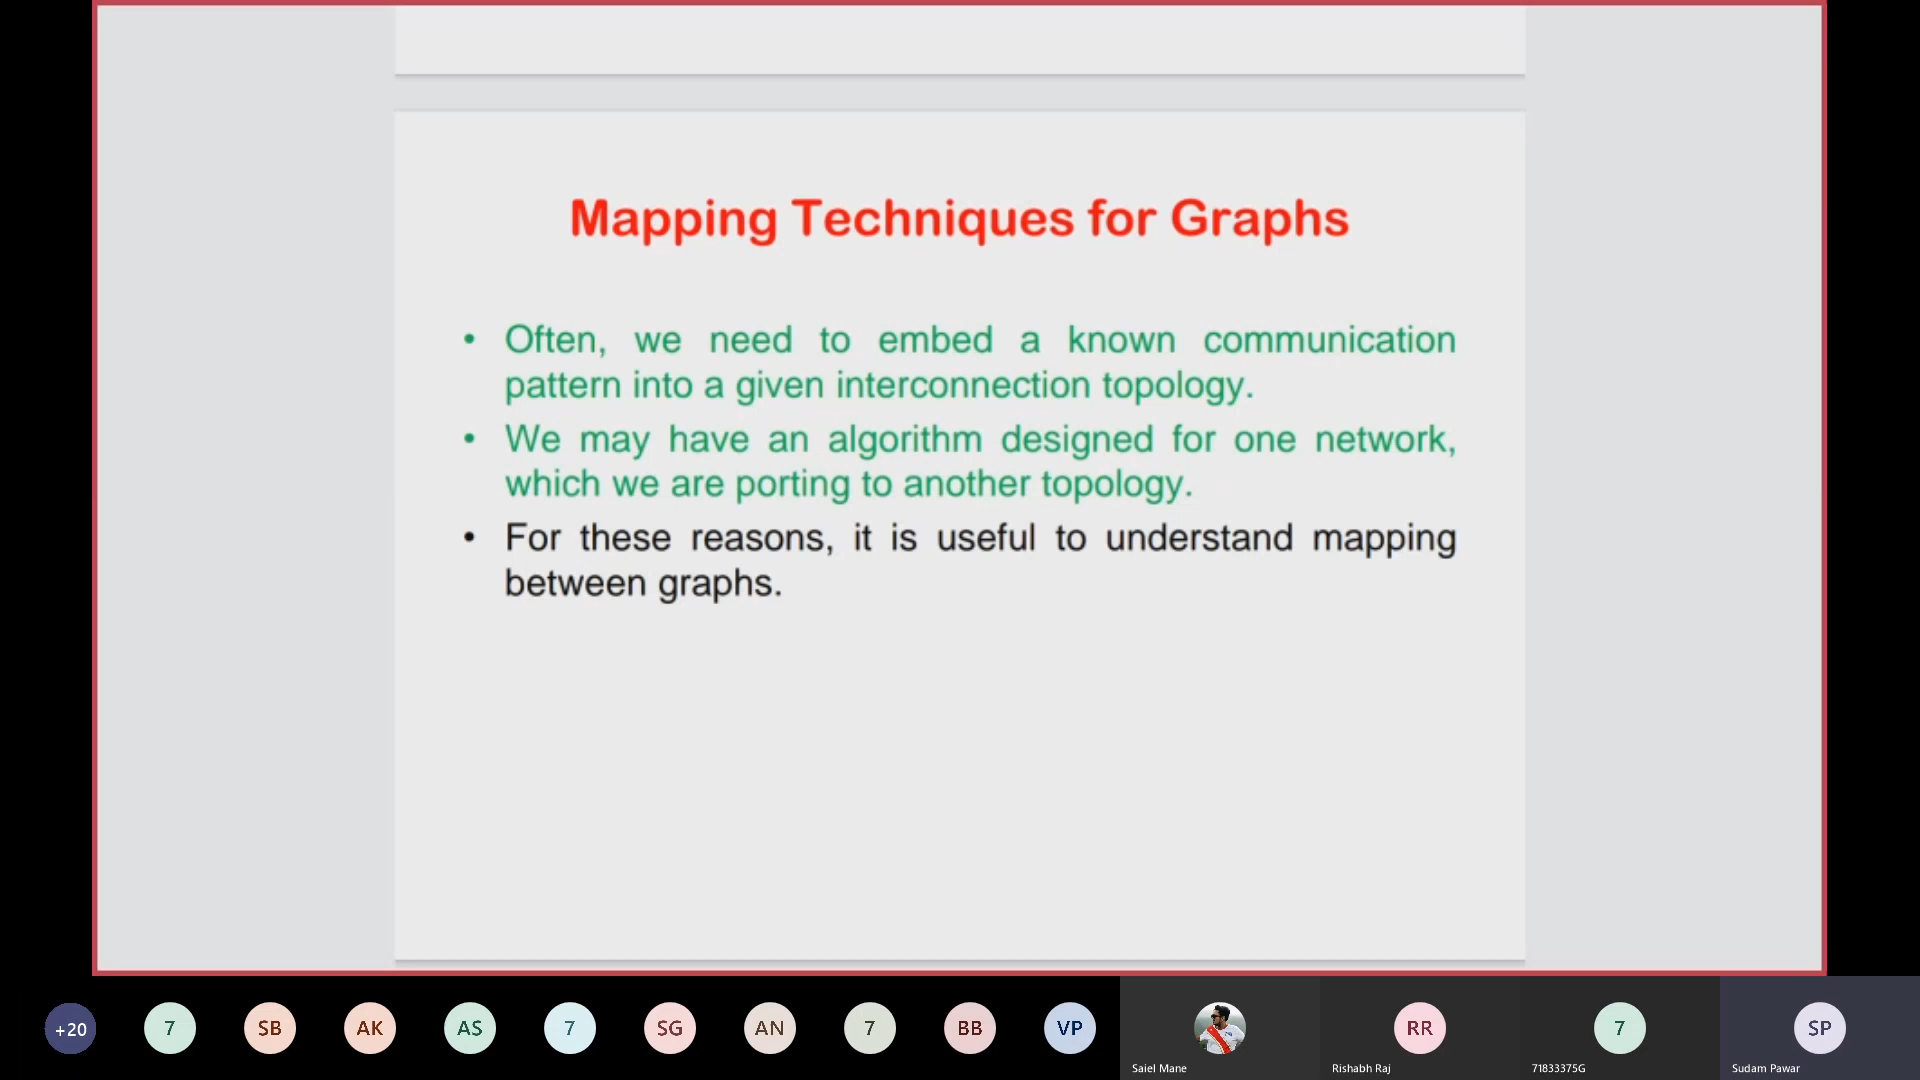 Mapping Techniques for Graphs
• Often, we need to embed a known communication
pattern into a given interconnection topology.
• We may have an algorithm designed for one network,
which we are porting to another topology.
• For these reasons, it is useful to understand mapping
between graphs.
+20 7 SB AK AS 7 SG AN 7 BB VP RR 7 SP
Saiel Mane Rishabh Raj 71833375G Sudam Pawar